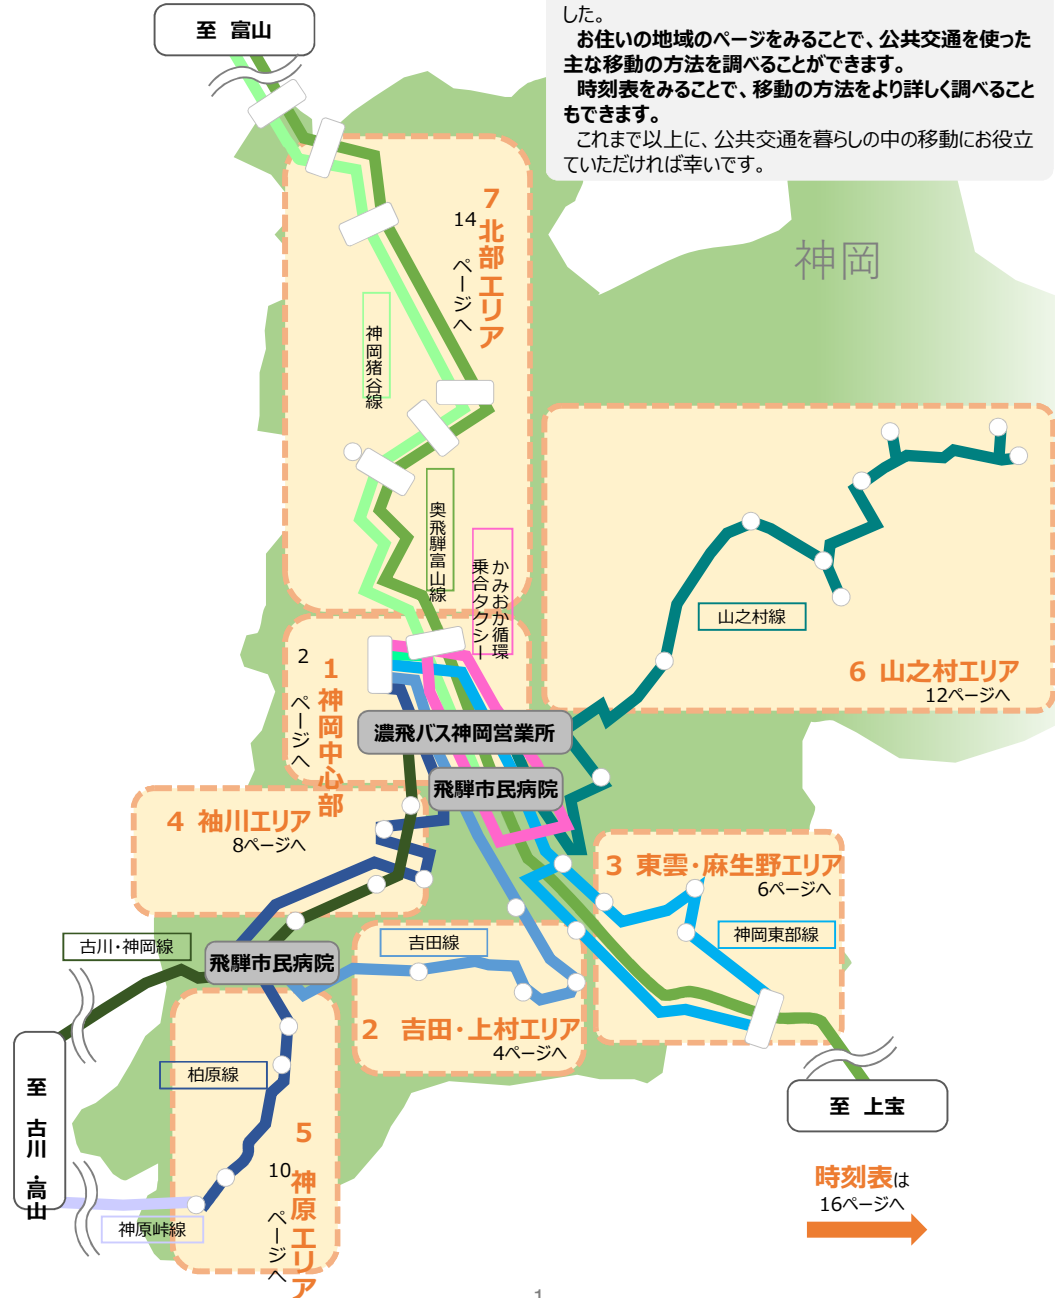 した。
お住いの地域のページをみることで、公共交通を使った
主な移動の方法を調べることができます。
時刻表をみることで、移動の方法をより詳しく調べること
もできます。
これまで以上に、公共交通を暮らしの中の移動にお役立
ていただければ幸いです。
至 富山
神岡
7 北部エリア
14ページへ
神岡猪谷線
奥飛騨富山線
かみおか循環
乗合タクシー
山之村線
6 山之村エリア
12ページへ
1 神岡中心部
2ページへ
濃飛バス神岡営業所
飛騨市民病院
4 袖川エリア
8ページへ
3 東雲・麻生野エリア
6ページへ
神岡東部線
古川・神岡線
吉田線
飛騨市民病院
2 吉田・上村エリア
4ページへ
柏原線
至 古川・高山
至 上宝
5 神原エリア
10ページへ
神原峠線
時刻表は
16ページへ
1